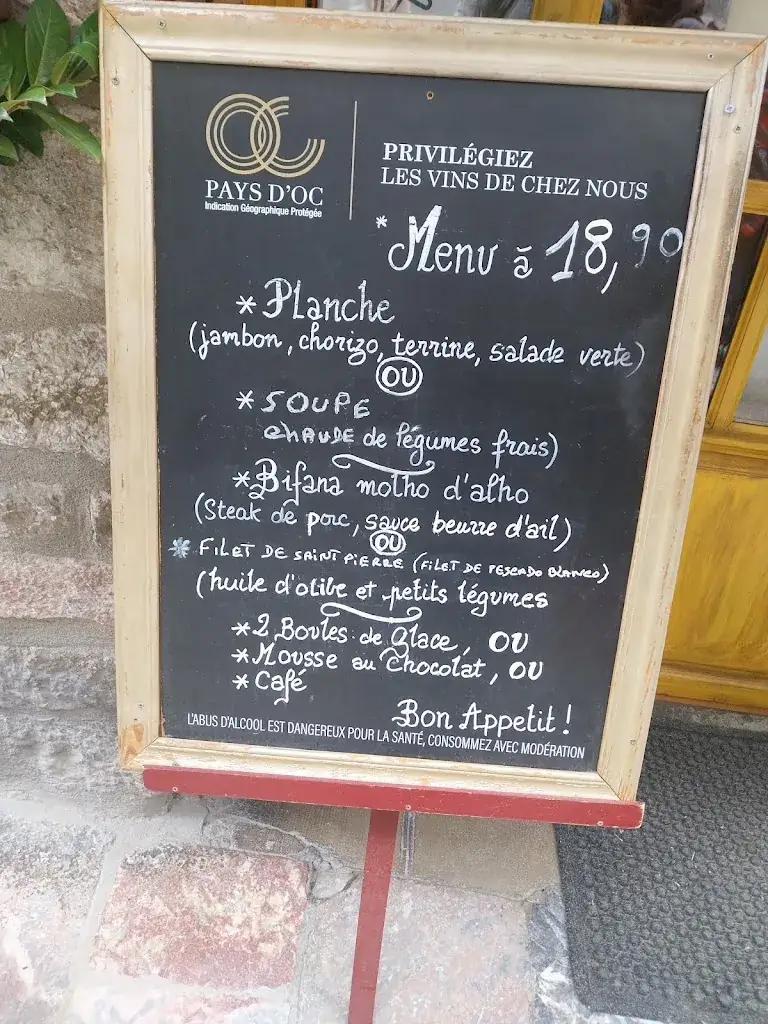 PAYS D'OC
Indication Géographique Protégée
PRIVILÉGIEZ
LES VINS DE CHEZ NOUS
* Menu à 18,90
* Planche
(jambon, chorizo, terrine, salade verte)
OU
* SOUPE
CHAUDE de légumes frais)
* Bifana molho d'alho
(Steak de porc, sauce beurre d'ail)
OU
* FILET DE SAINT PIERRE (FILET DE PESCADO BLANCO)
(huile d'olibe et petits légumes
* 2 Boules de Glace, OU
* Mousse au Chocolat, OU
* Café
Bon Appetit !
L'ABUS D'ALCOOL EST DANGEREUX POUR LA SANTÉ, CONSOMMEZ AVEC MODÉRATION